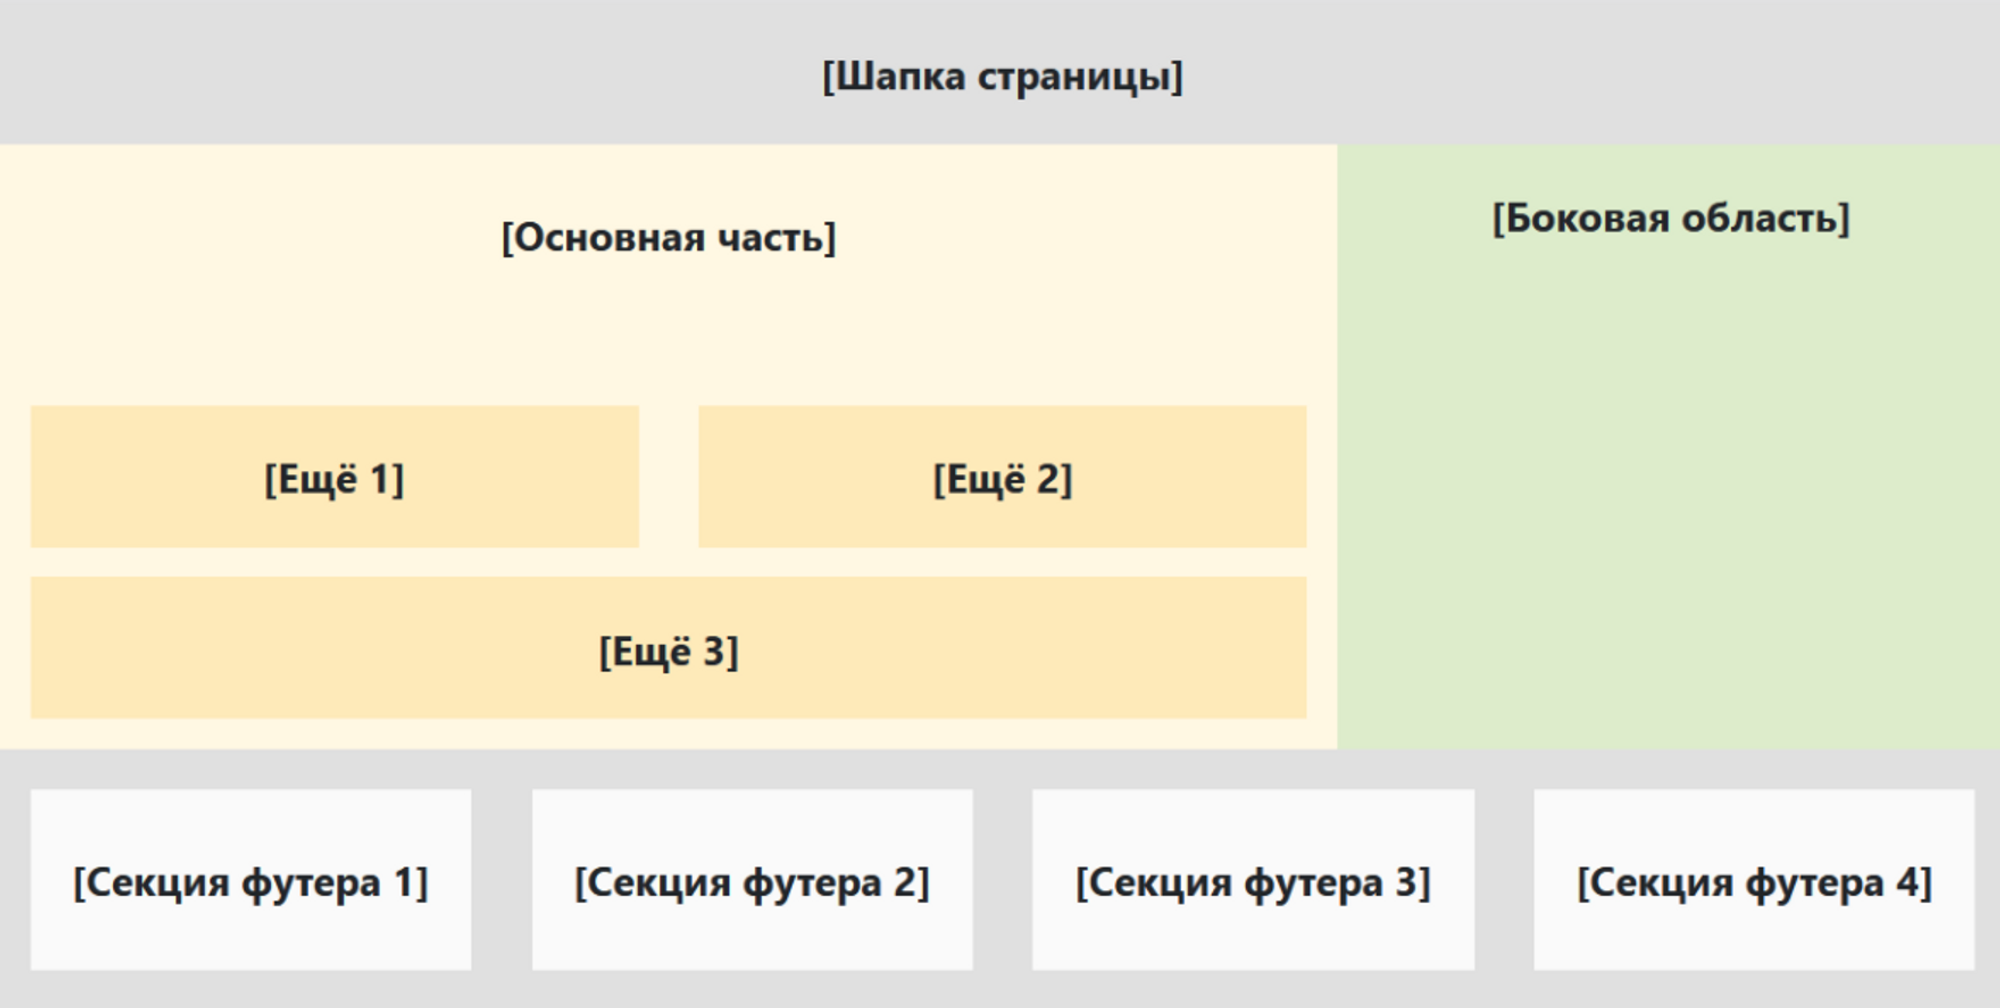 [Шапка страницы]
[Основная часть]
[Боковая область]
[Ещё 1]
[Ещё 2]
[Ещё 3]
[Секция футера 1]
[Секция футера 2]
[Секция футера 3]
[Секция футера 4]